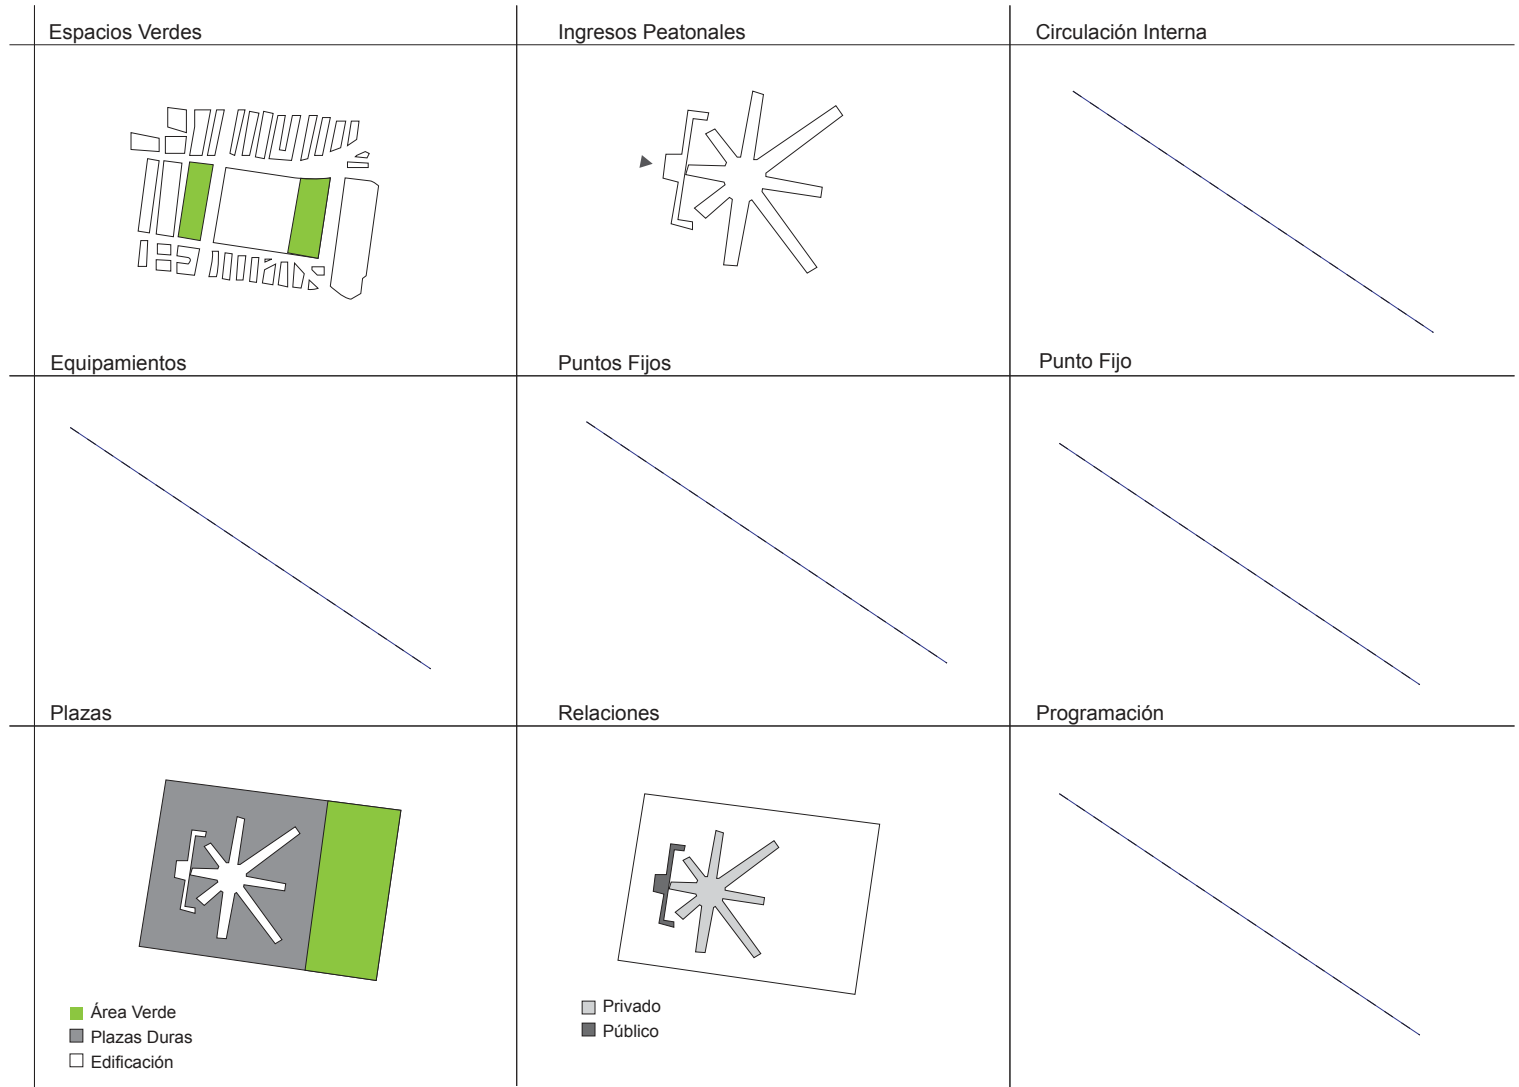 Espacios Verdes
Ingresos Peatonales
Circulación Interna
Equipamientos
Puntos Fijos
Punto Fijo
Plazas
Relaciones
Programación
Área Verde
Plazas Duras
Edificación
Privado
Público